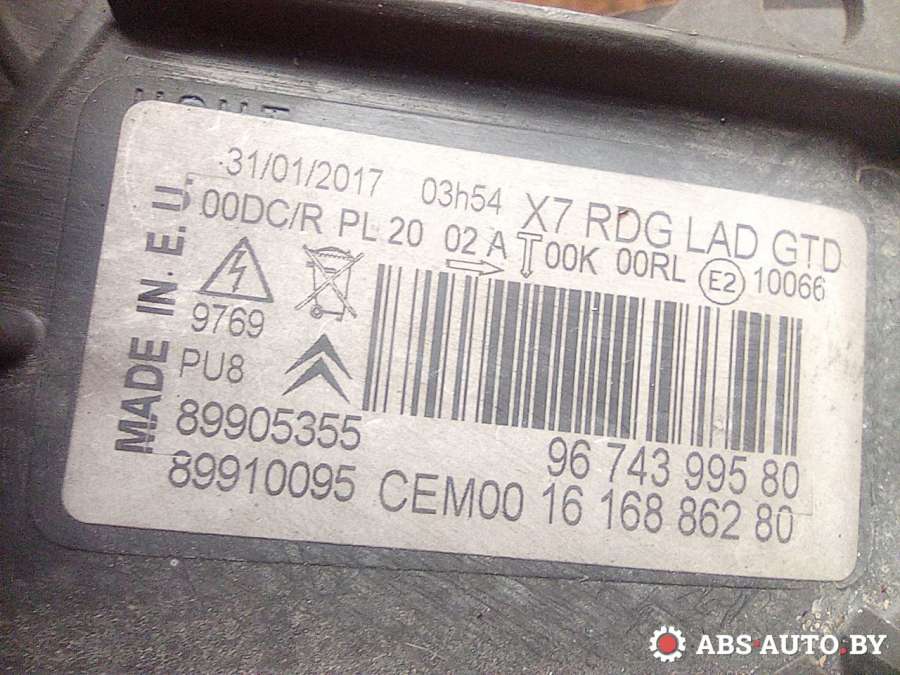 31/01/2017 03h54 X7 RDG LAD GTD
00DC/R PL 20 02 A 00K 00RL E2 10066
MADE IN E.U.
9769
PU8
89905355 96 743 995 80
89910095 CEM00 16 168 862 80
ABS-AUTO.BY